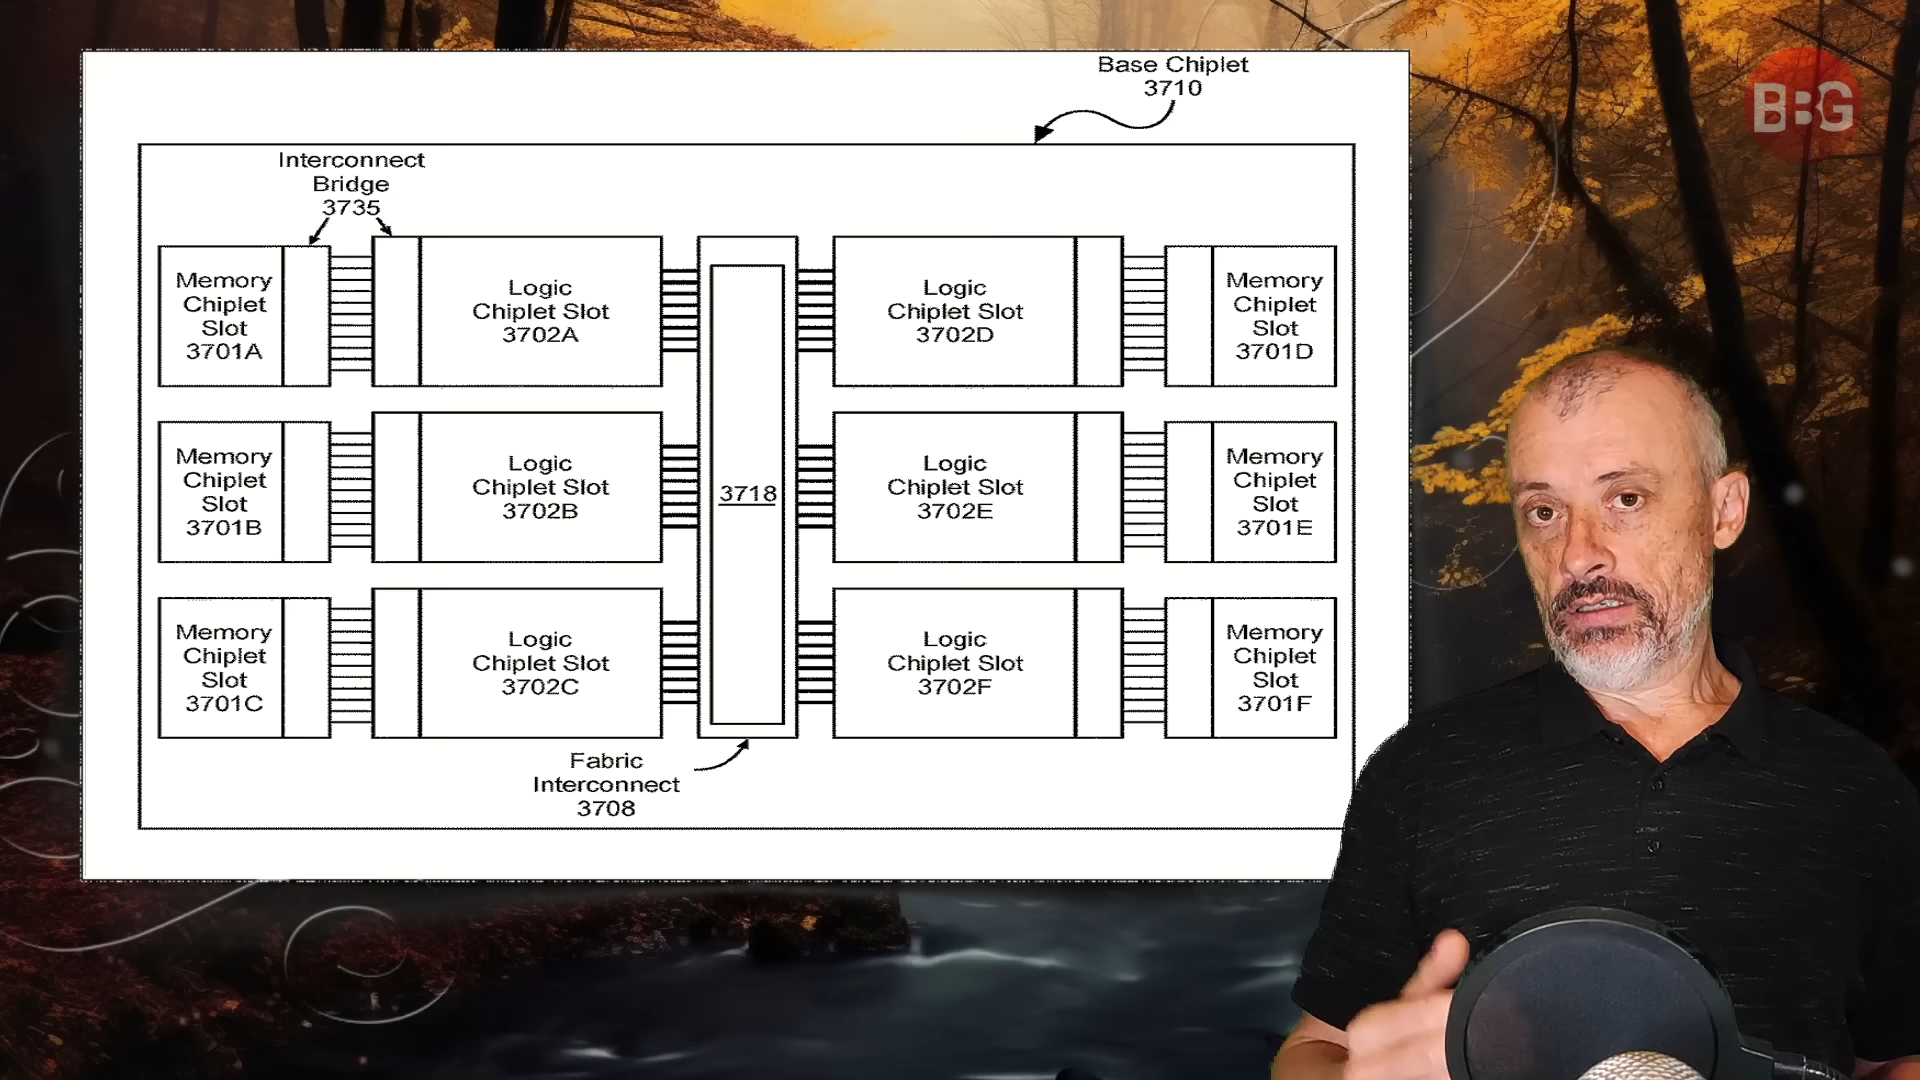 Base Chiplet
3710
BBG
Interconnect
Bridge
3735
Memory
Chiplet
Slot
3701A
Logic
Chiplet Slot
3702A
Logic
Chiplet Slot
3702D
Memory
Chiplet
Slot
3701D
Memory
Chiplet
Slot
3701B
Logic
Chiplet Slot
3702B
3718
Logic
Chiplet Slot
3702E
Memory
Chiplet
Slot
3701E
Memory
Chiplet
Slot
3701C
Logic
Chiplet Slot
3702C
Logic
Chiplet Slot
3702F
Memory
Chiplet
Slot
3701F
Fabric
Interconnect
3708